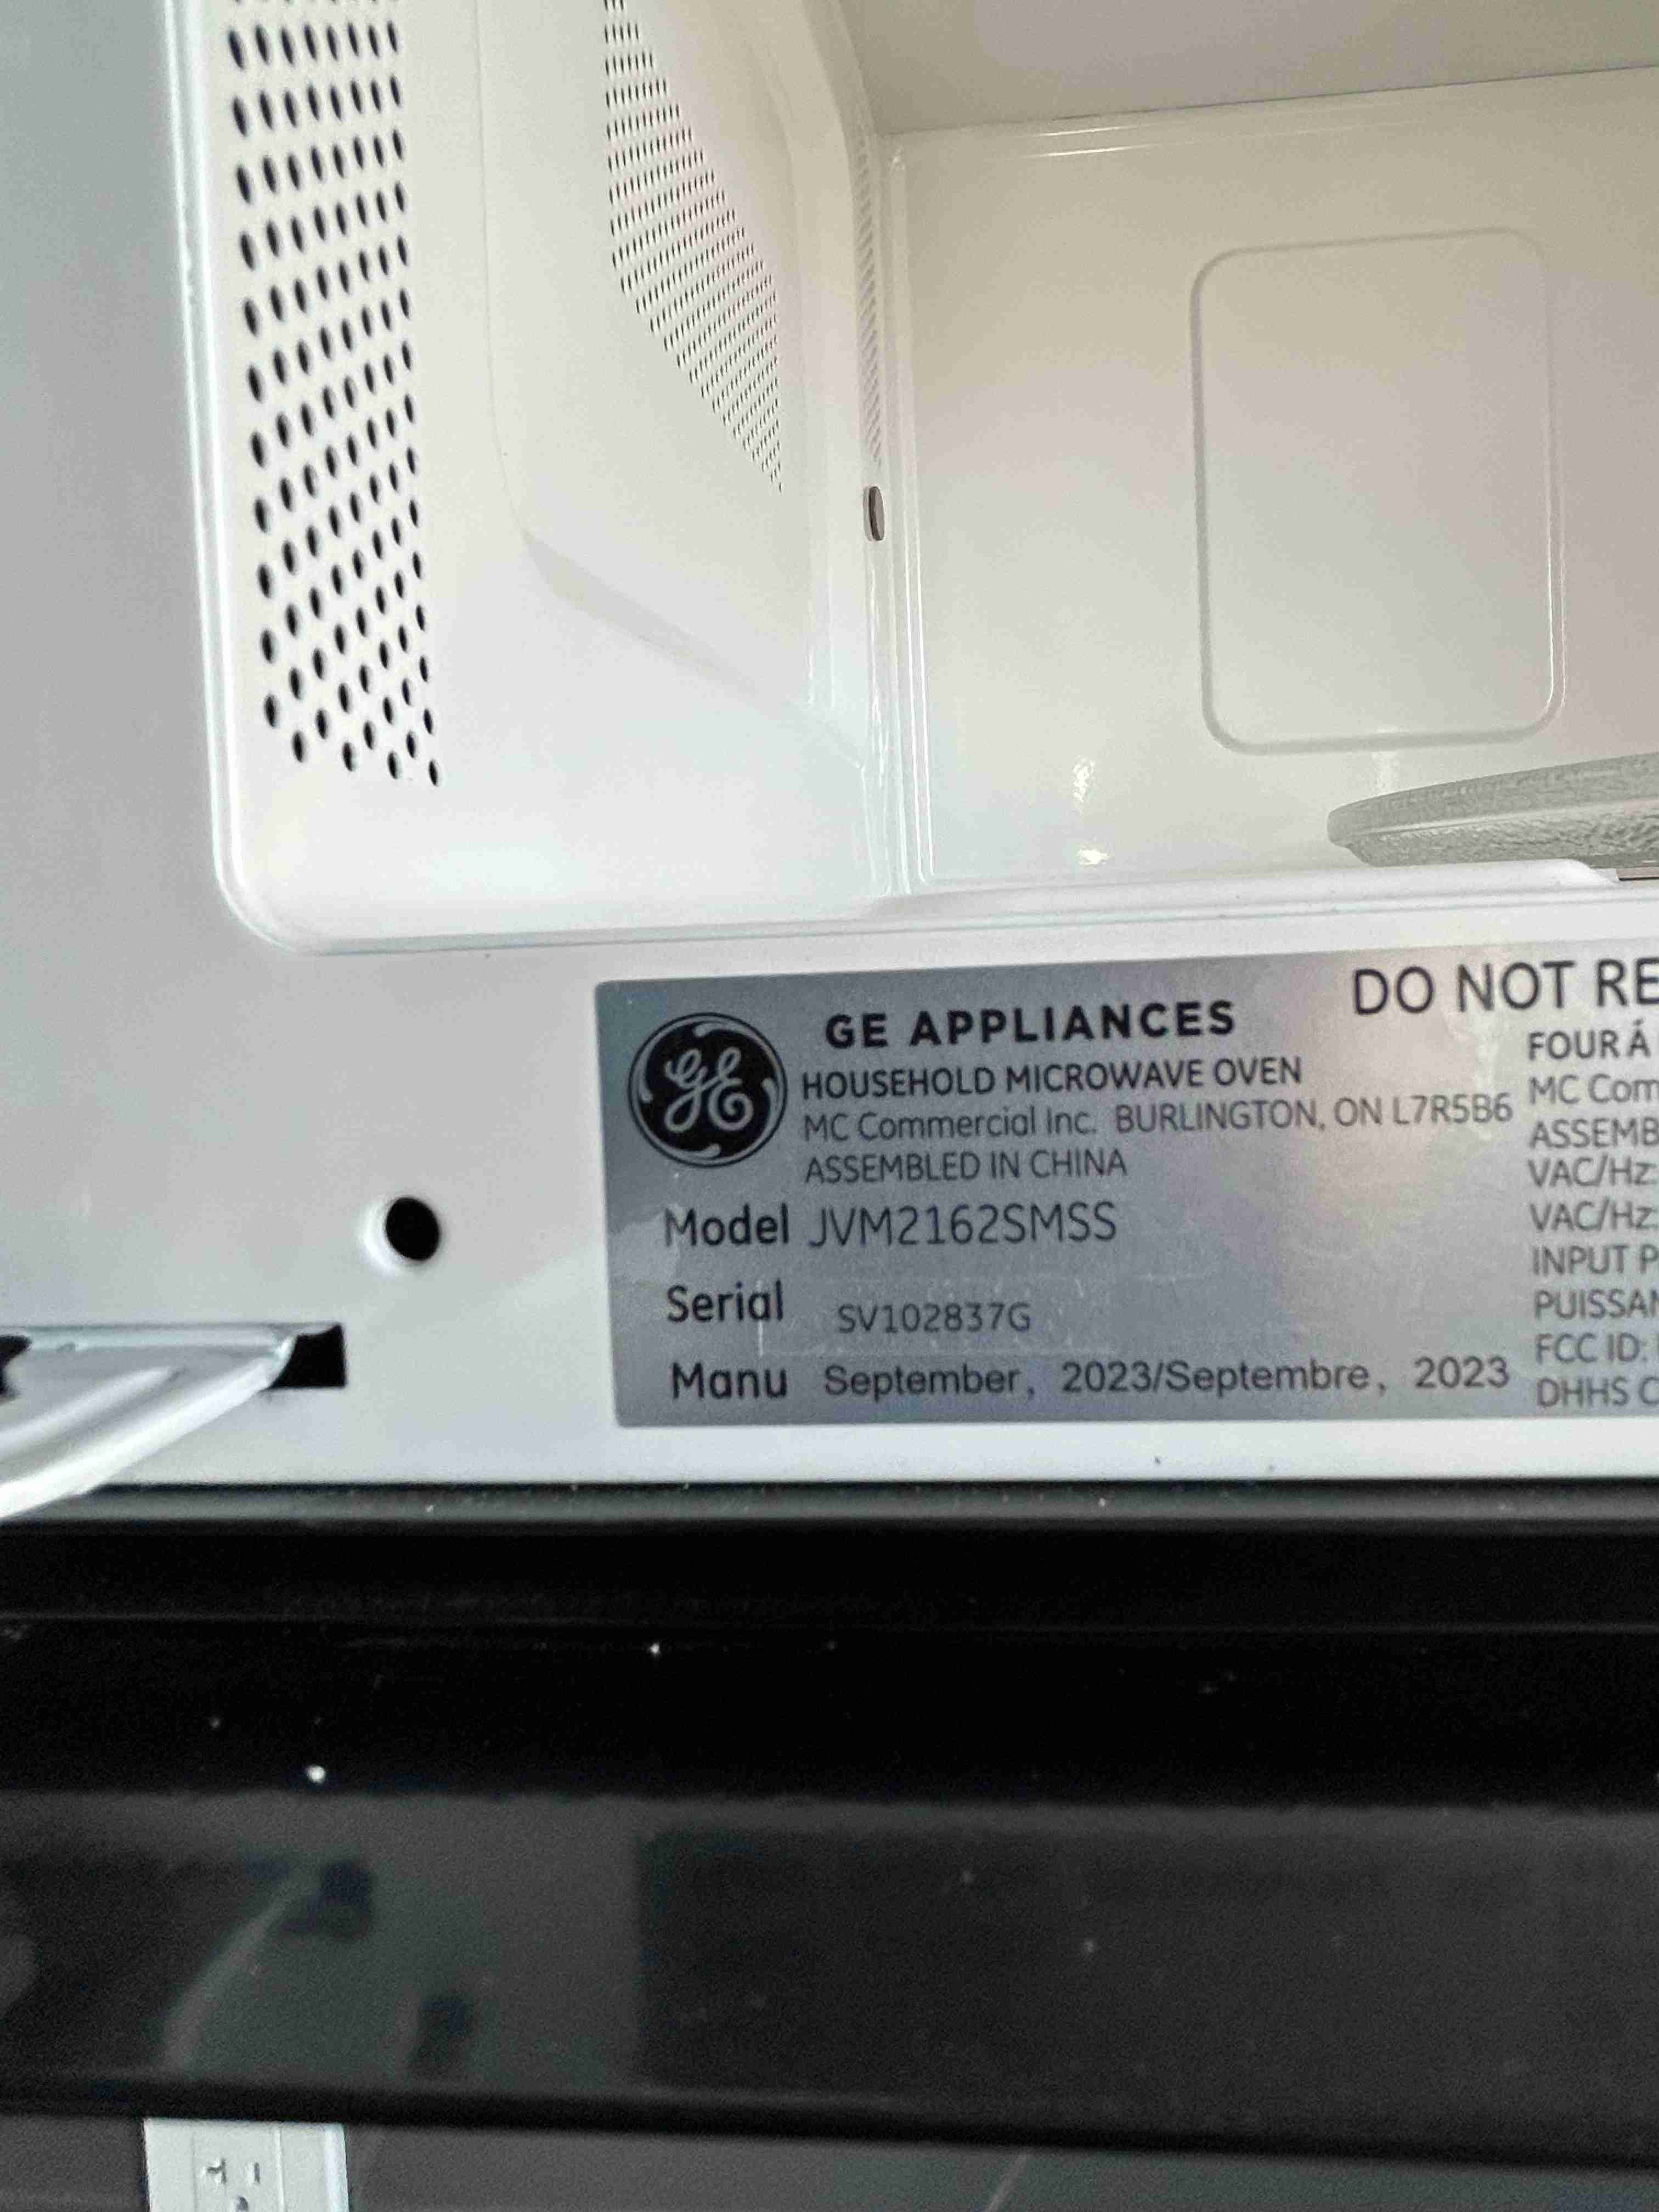 GE
GE APPLIANCES
HOUSEHOLD MICROWAVE OVEN
MC Commercial Inc. BURLINGTON, ON L7R5B6
ASSEMBLED IN CHINA
Model JVM2162SMSS
Serial SV102837G
Manu September, 2023/Septembre, 2023
DO NOT RE
FOUR Á
MC Com
ASSEMB
VAC/Hz:
VAC/Hz:
INPUT P
PUISSAN
FCC ID:
DHHS C